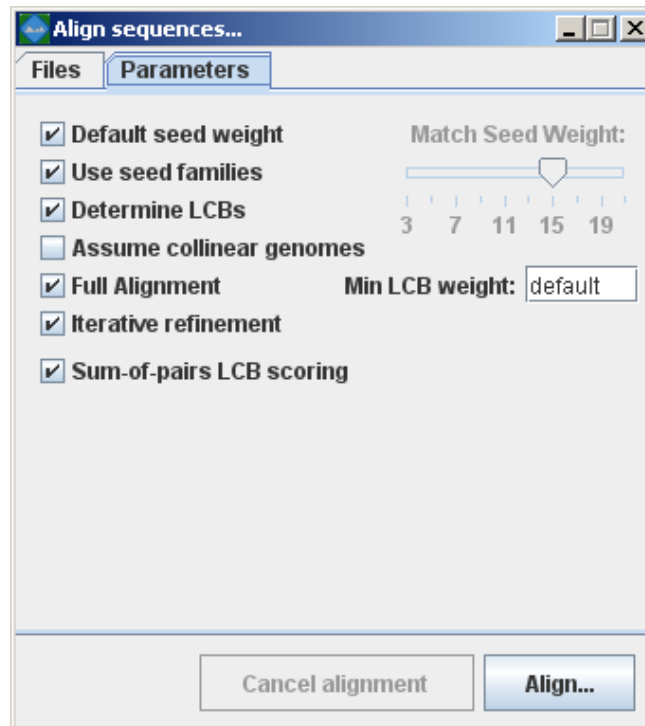 Align sequences...
Files Parameters
Default seed weight Match Seed Weight:
Use seed families
Determine LCBs 3 7 11 15 19
Assume collinear genomes
Full Alignment Min LCB weight: default
Iterative refinement
Sum-of-pairs LCB scoring
Cancel alignment Align...